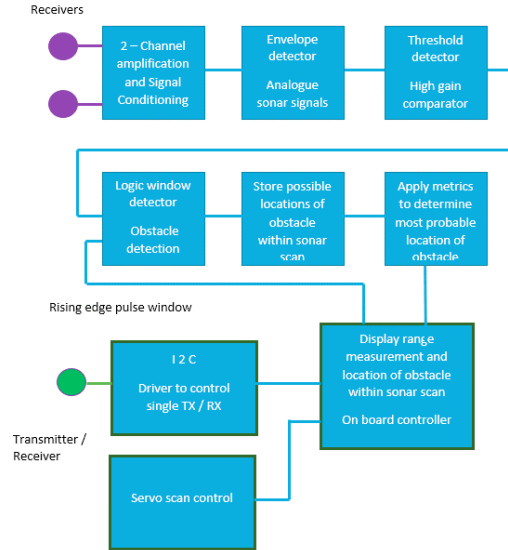 Receivers
2 – Channel
amplification
and Signal
Conditioning
Envelope
detector
Analogue
sonar signals
Threshold
detector
High gain
comparator
Logic window
detector
Obstacle
detection
Store possible
locations of
obstacle
within sonar
scan
Apply metrics
to determine
most probable
location of
obstacle
Rising edge pulse window
I 2 C
Driver to control
single TX / RX
Display range
measurement and
location of obstacle
within sonar scan
On board controller
Transmitter /
Receiver
Servo scan control